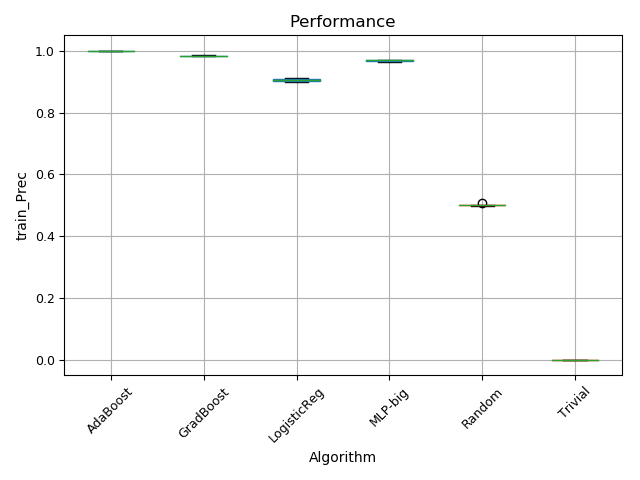 Performance
train_Prec
1.0
0.8
0.6
0.4
0.2
0.0
AdaBoost
GradBoost
LogisticReg
MLP-big
Random
Trivial
Algorithm